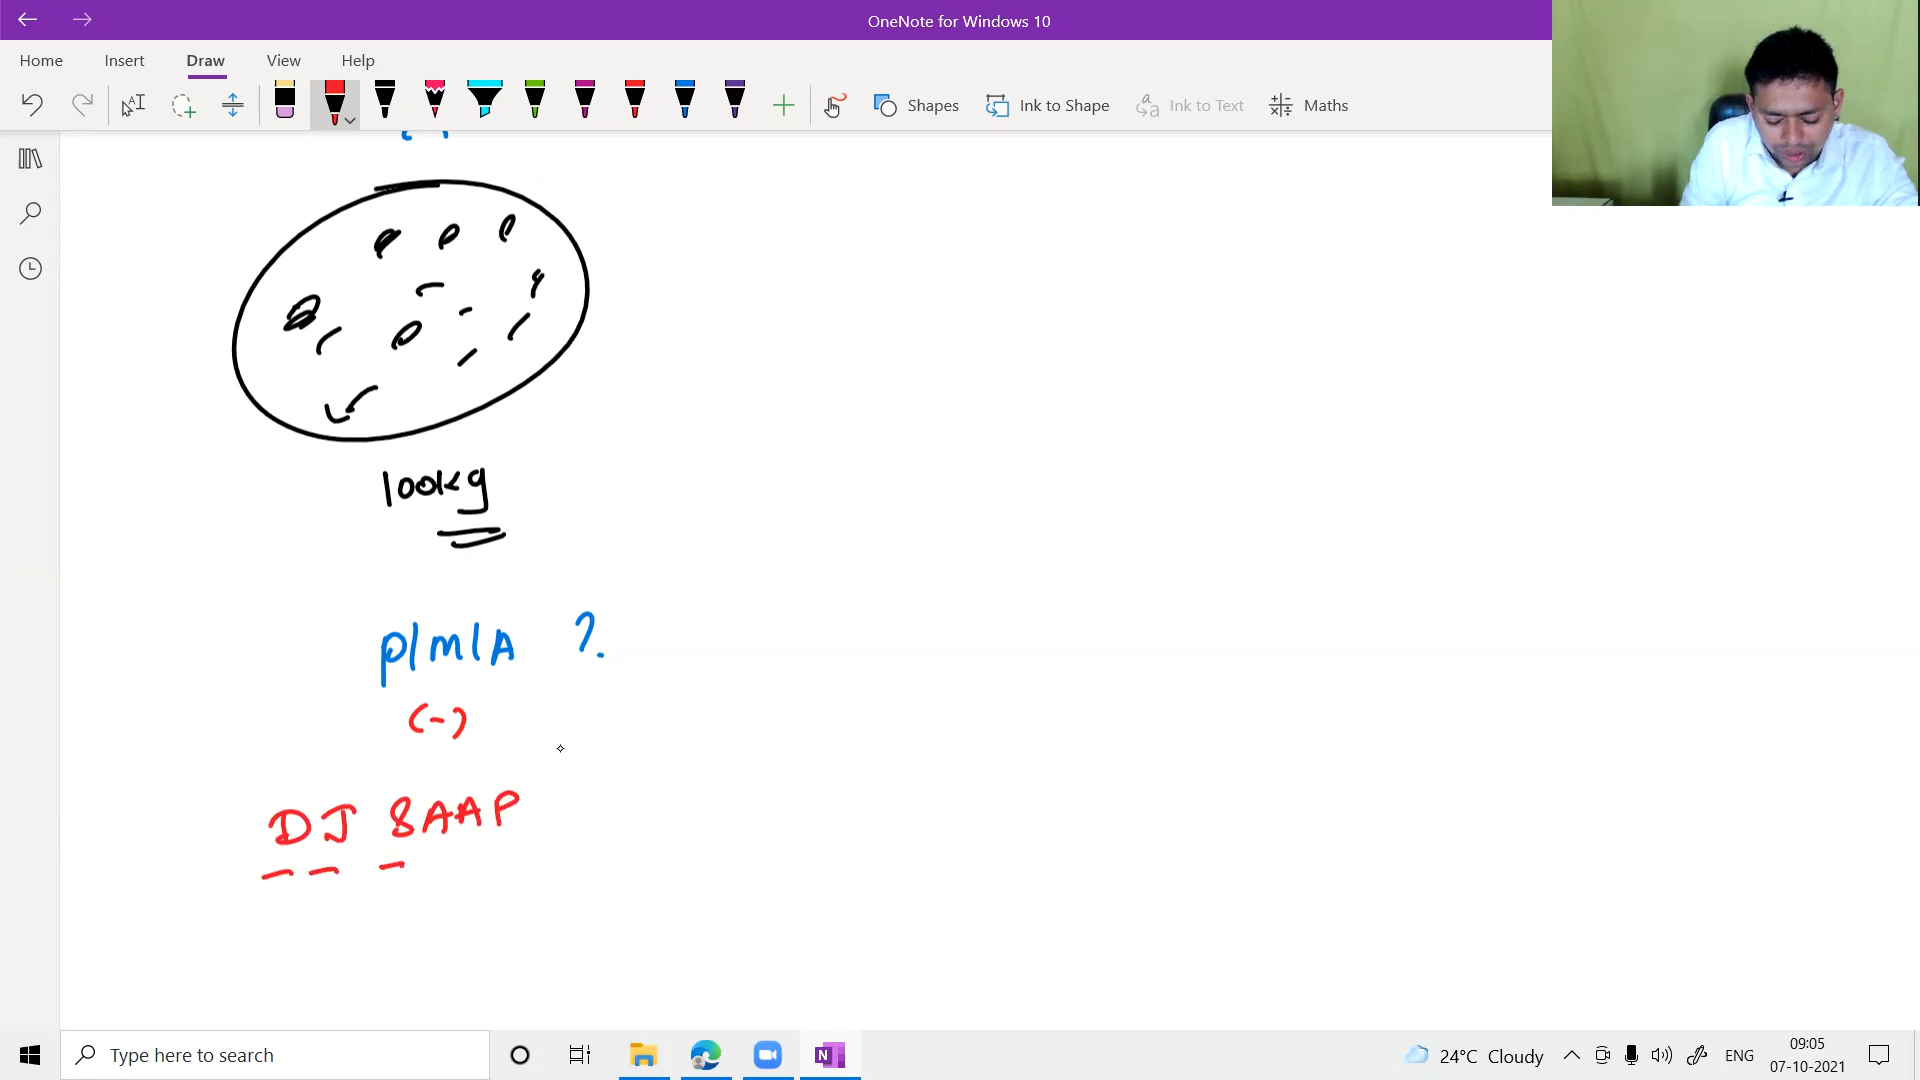 OneNote for Windows 10
Home Insert Draw View Help
Shapes Ink to Shape Ink to Text Maths
100kg
P/M/A ?
(-)
DJ SAAP
Type here to search
24°C Cloudy ENG 09:05
07-10-2021